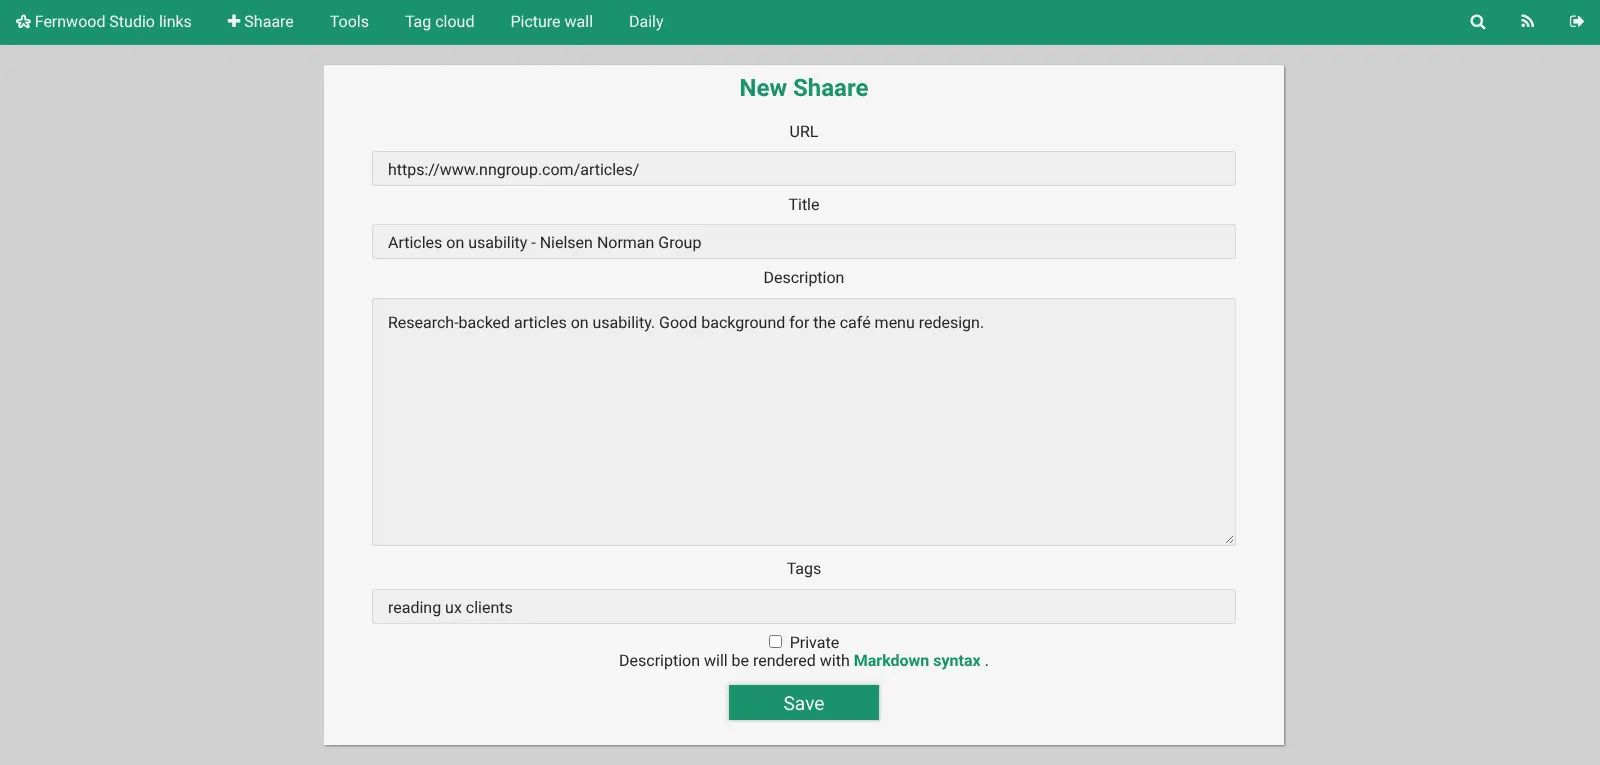 Fernwood Studio links Shaare Tools Tag cloud Picture wall Daily
New Shaare
URL
https://www.nngroup.com/articles/
Title
Articles on usability - Nielsen Norman Group
Description
Research-backed articles on usability. Good background for the café menu redesign.
Tags
reading ux clients
Private
Description will be rendered with Markdown syntax .
Save